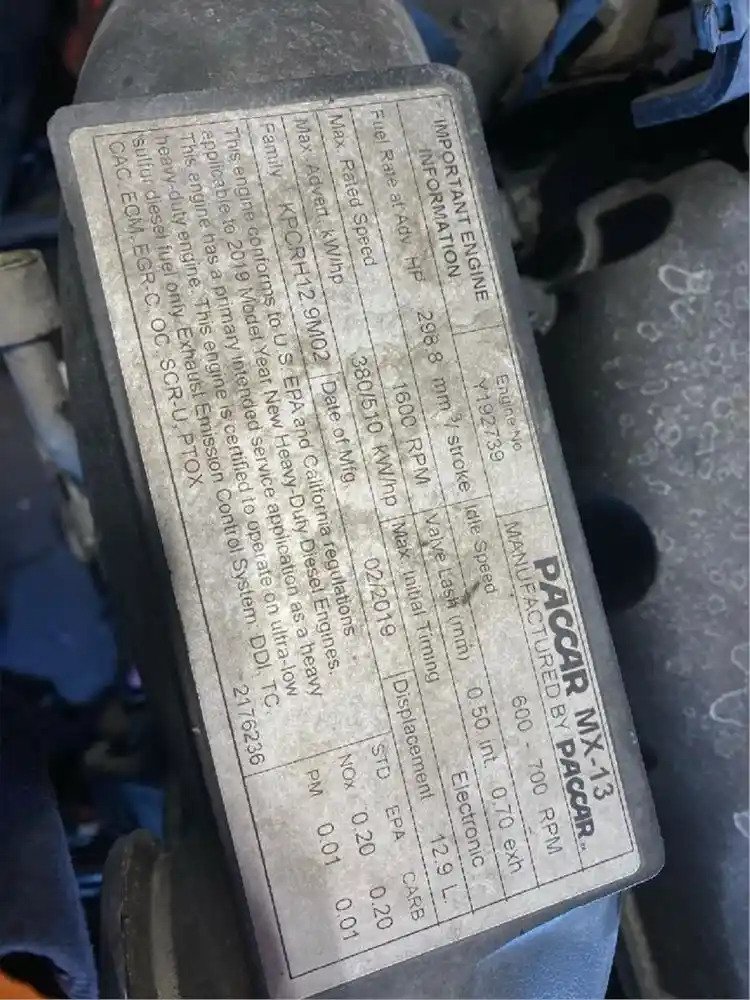 IMPORTANT ENGINE
INFORMATION
Engine No.
Y192739
PACCAR MX-13
MANUFACTURED BY PACCAR
Fuel Rate at Adv. HP 298.8 mm³/stroke Idle Speed 600 - 700 RPM
Max. Rated Speed 1600 RPM Valve Lash (mm) 0.50 int. 0.70 exh
Max. Advert. kW/hp 380/510 kW/hp Max. Initial Timing Electronic
Family KPCRH12.9M02 Date of Mfg. 02/2019 Displacement 12.9 L.
This engine conforms to U.S. EPA and California regulations
applicable to 2019 Model Year New Heavy-Duty Diesel Engines.
This engine has a primary intended service application as a heavy
heavy-duty engine. This engine is certified to operate on ultra-low
sulfur diesel fuel only. Exhaust Emission Control System: DDI, TC,
CAC, ECM, EGR-C, OC, SCR-U, PTOX
2176236
STD EPA CARB
NOx 0.20 0.20
PM 0.01 0.01